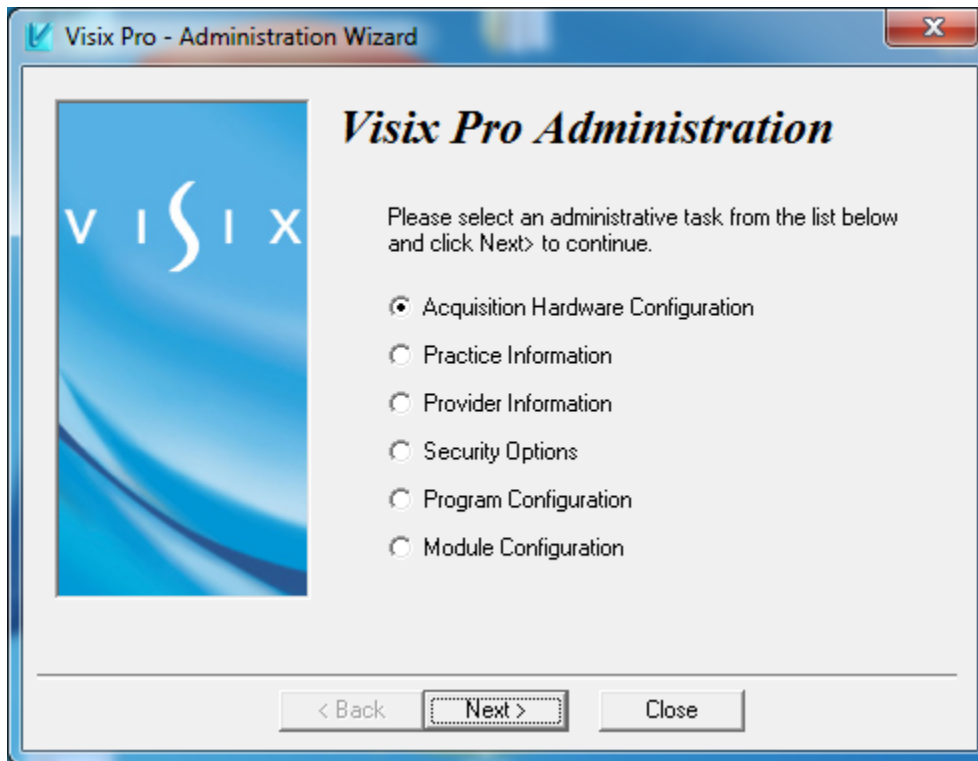 Visix Pro - Administration Wizard
Visix Pro Administration
VISIX
Please select an administrative task from the list below
and click Next> to continue.
Acquisition Hardware Configuration
Practice Information
Provider Information
Security Options
Program Configuration
Module Configuration
< Back
Next >
Close